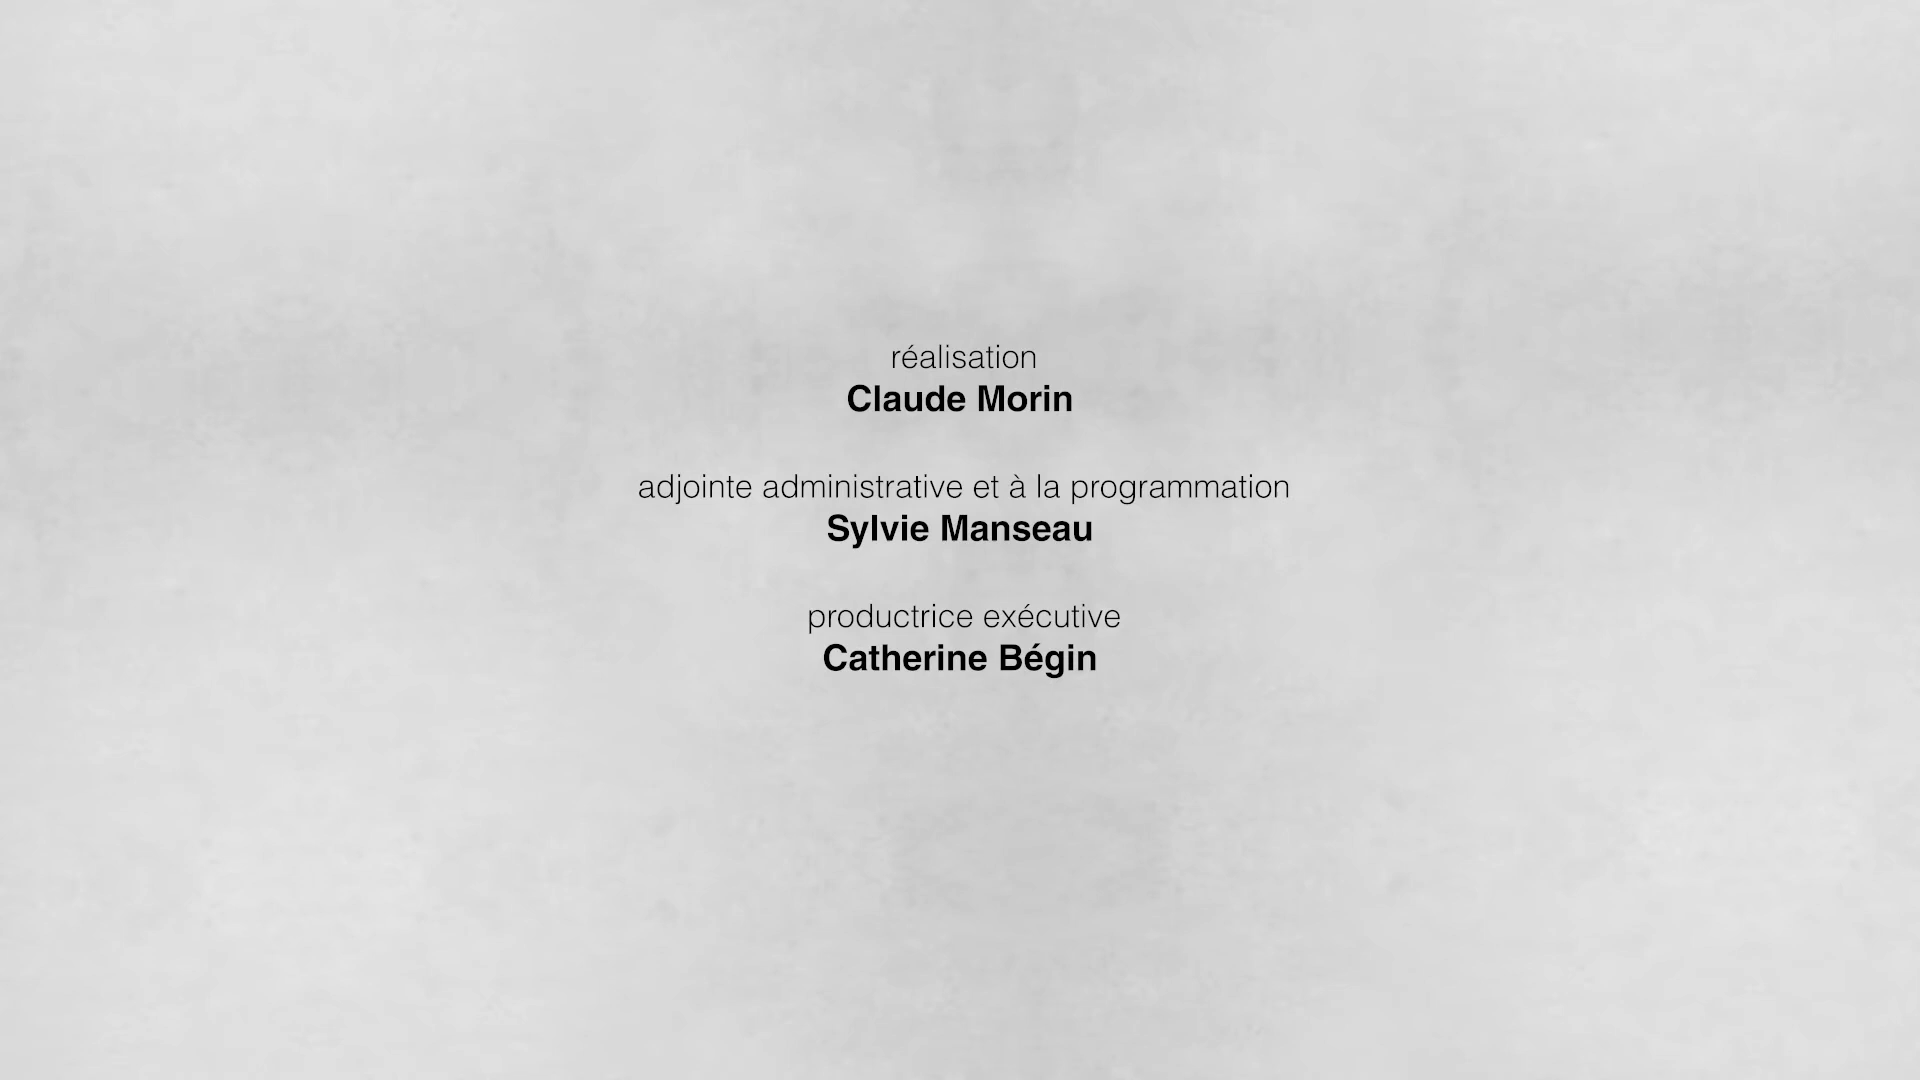 réalisation
Claude Morin
adjointe administrative et à la programmation
Sylvie Manseau
productrice exécutive
Catherine Bégin